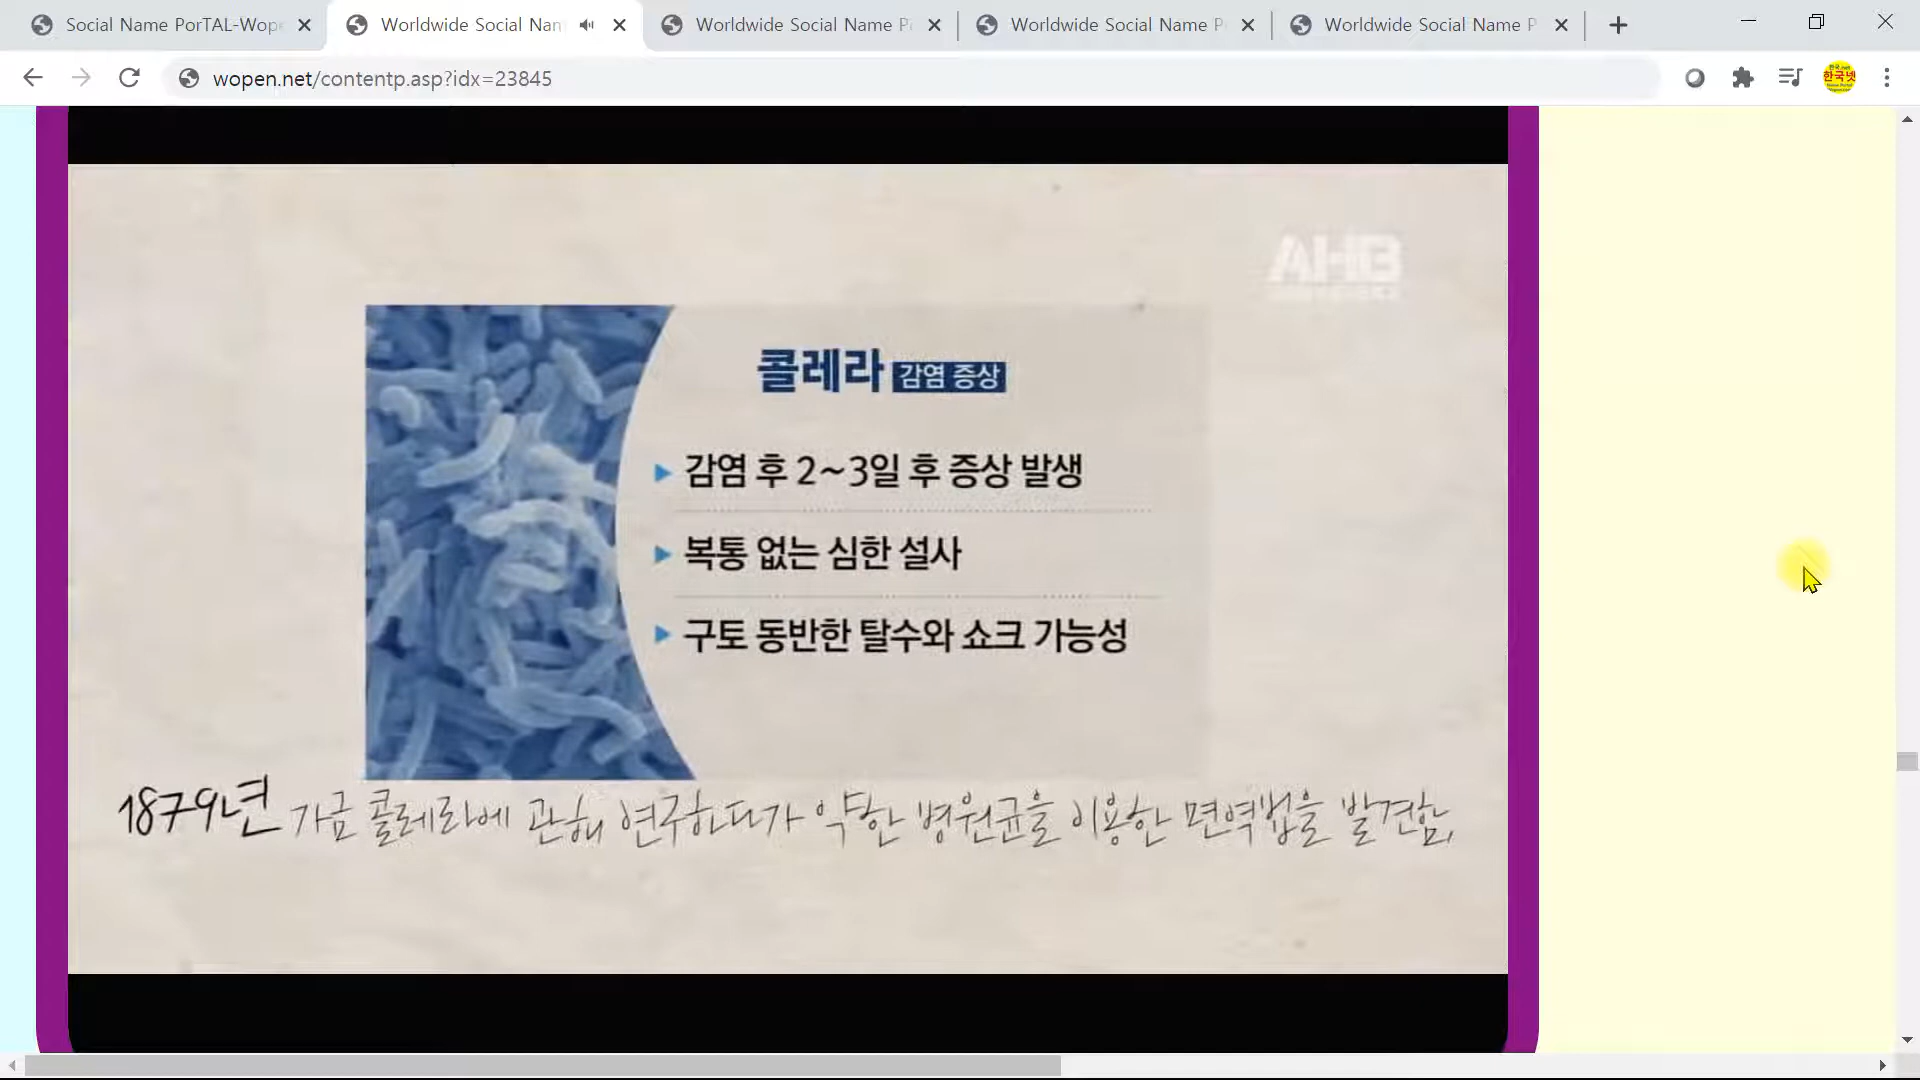 Social Name PorTAL-Wop
Worldwide Social Nam
Worldwide Social Name P
Worldwide Social Name P
Worldwide Social Name P
wopen.net/contentp.asp?idx=23845
한국넷
AHB
콜레라 감염 증상
감염 후 2~3일 후 증상 발생
복통 없는 심한 설사
구토 동반한 탈수와 쇼크 가능성
1879년 가금 콜레라에 관해 연구하다가 약한 병원균을 이용한 면역법을 발견함.